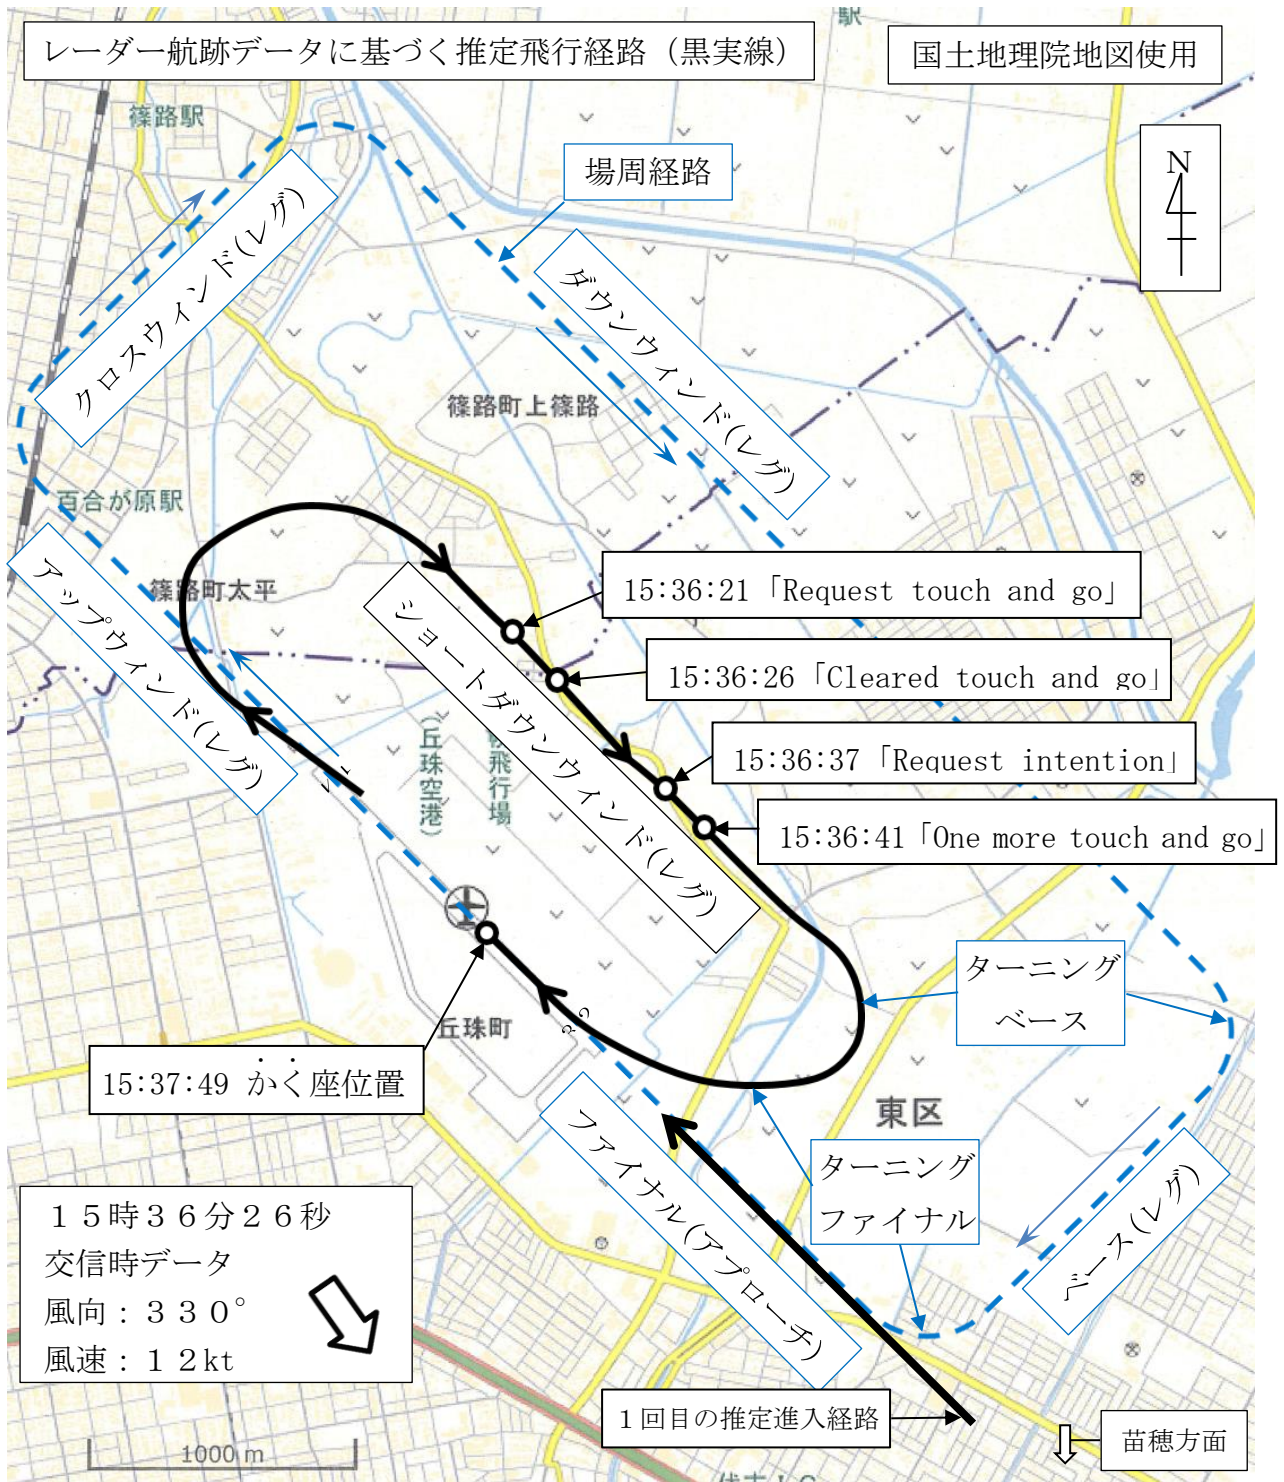 レーダー航跡データに基づく推定飛行経路（黒実線）
国土地理院地図使用
駅
篠路駅
N
場周経路
クロスウィンド(レグ)
ダウンウィンド(レグ)
篠路町上篠路
百合が原駅
アップウィンド(レグ)
篠路町太平
15:36:21「Request touch and go」
ショートダウンウィンド(レグ)
15:36:26「Cleared touch and go」
(丘珠空港)
飛行場
15:36:37「Request intention」
15:36:41「One more touch and go」
ターニング
ベース
丘珠町
15:37:49 かく座位置
東区
ファイナル(アプローチ)
ターニング
ファイナル
ベース(レグ)
１５時３６分２６秒
交信時データ
風向：３３０°
風速：１２kt
１回目の推定進入経路
苗穂方面
1000 m